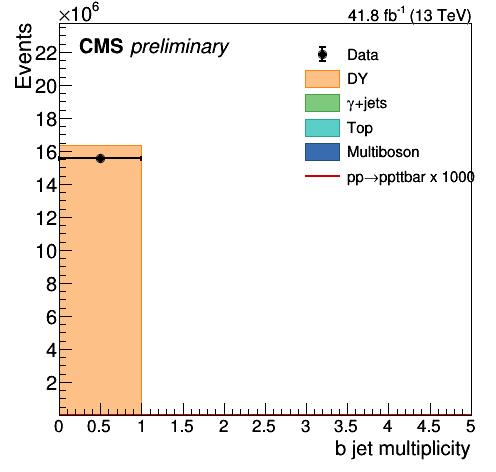 ×10⁶
41.8 fb⁻¹ (13 TeV)
CMS preliminary
Events
22
20
18
16
14
12
10
8
6
4
2
Data
DY
γ+jets
Top
Multiboson
pp→ppttbar x 1000
0 0.5 1 1.5 2 2.5 3 3.5 4 4.5 5
b jet multiplicity